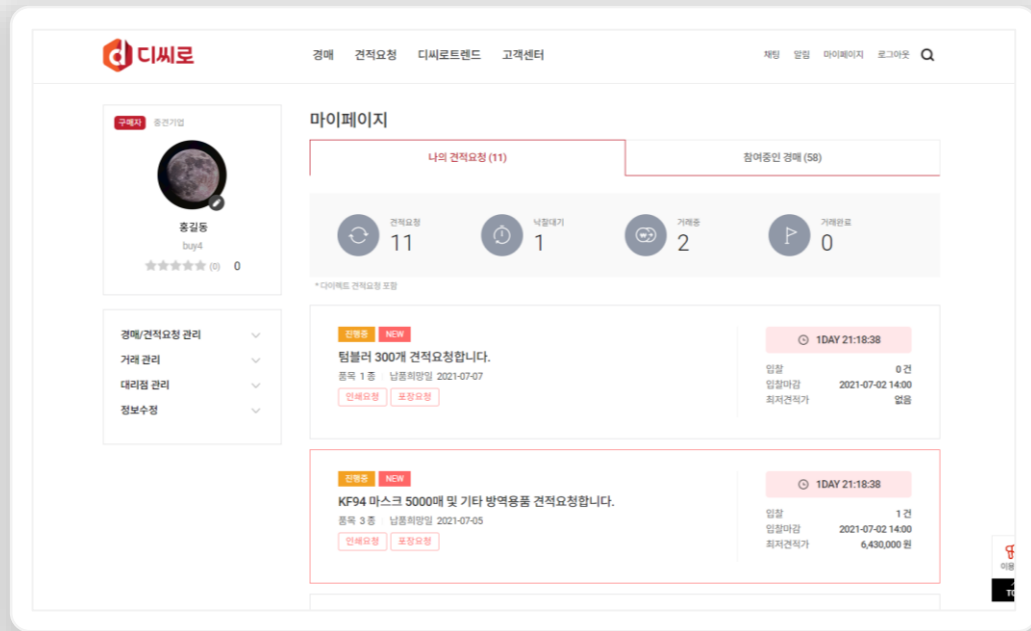 디씨로
경매 견적요청 디씨로트렌드 고객센터
채팅 알림 마이페이지 로그아웃
구매자 중견기업
홍길동
buy4
(0) 0
경매/견적요청 관리
거래 관리
대리점 관리
정보수정
마이페이지
나의 견적요청 (11) 참여중인 경매 (58)
견적요청
11
낙찰대기
1
거래중
2
거래완료
0
* 다이렉트 견적요청 포함
진행중 NEW
텀블러 300개 견적요청합니다.
품목 1 종 납품희망일 2021-07-07
인쇄요청 포장요청
1DAY 21:18:38
입찰 0 건
입찰마감 2021-07-02 14:00
최저견적가 없음
진행중 NEW
KF94 마스크 5000매 및 기타 방역용품 견적요청합니다.
품목 3 종 납품희망일 2021-07-05
인쇄요청 포장요청
1DAY 21:18:38
입찰 1 건
입찰마감 2021-07-02 14:00
최저견적가 6,430,000 원